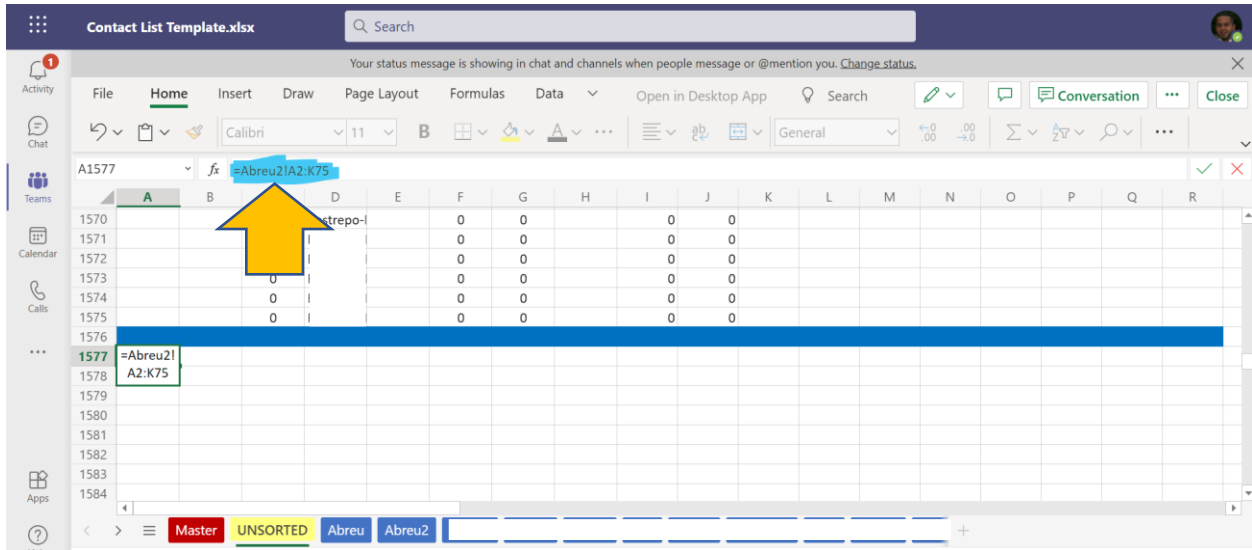 Contact List Template.xlsx Search
Your status message is showing in chat and channels when people message or @mention you. Change status.
1
Activity
Chat
Teams
Calendar
Calls
Apps
File Home Insert Draw Page Layout Formulas Data Open in Desktop App Search Conversation Close
Calibri 11 B A General
A1577 fx =Abreu2!A2:K75
A B D E F G H I J K L M N O P Q R
1570 strepo- 0 0 0 0
1571 0 0 0 0
1572 0 0 0 0
1573 0 0 0 0 0
1574 0 0 0 0 0
1575 0 0 0 0 0
1576
1577 =Abreu2!
1578 A2:K75
1579
1580
1581
1582
1583
1584
Master UNSORTED Abreu Abreu2